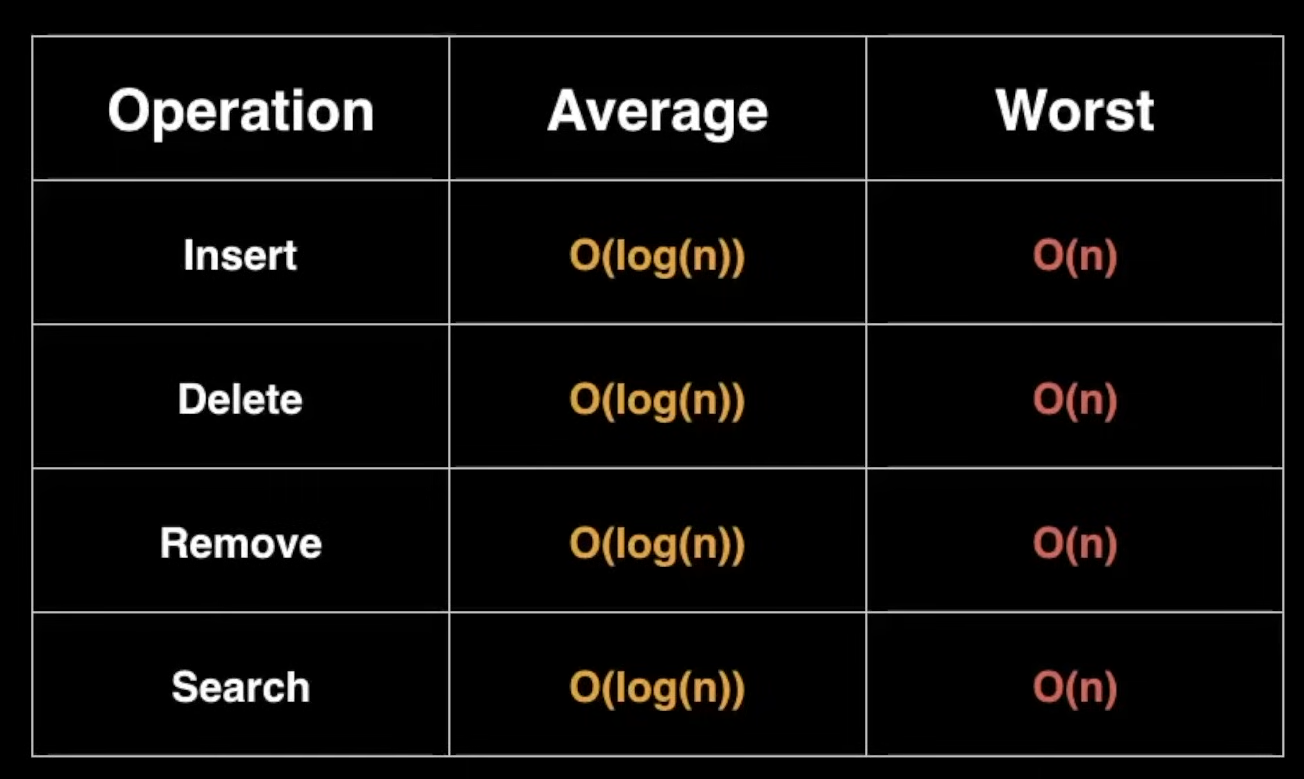 Operation Average Worst
Insert O(log(n)) O(n)
Delete O(log(n)) O(n)
Remove O(log(n)) O(n)
Search O(log(n)) O(n)